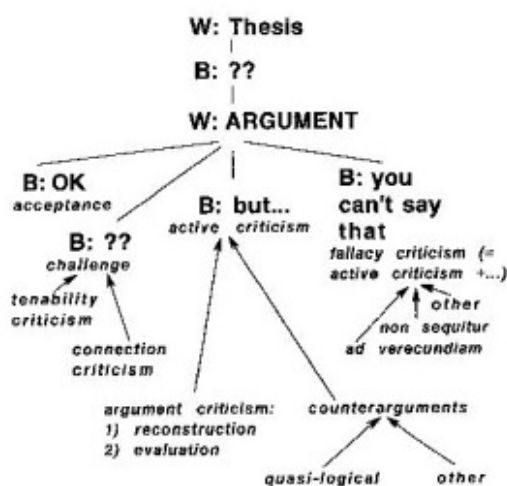 W: Thesis
B: ??
W: ARGUMENT
B: OK
acceptance
B: ??
challenge
tenability
criticism
connection
criticism
B: but...
active criticism
argument criticism:
1) reconstruction
2) evaluation
counterarguments
quasi-logical
other
B: you
can't say
that
fallacy criticism (=
active criticism +...)
other
non sequitur
ad verecundiam